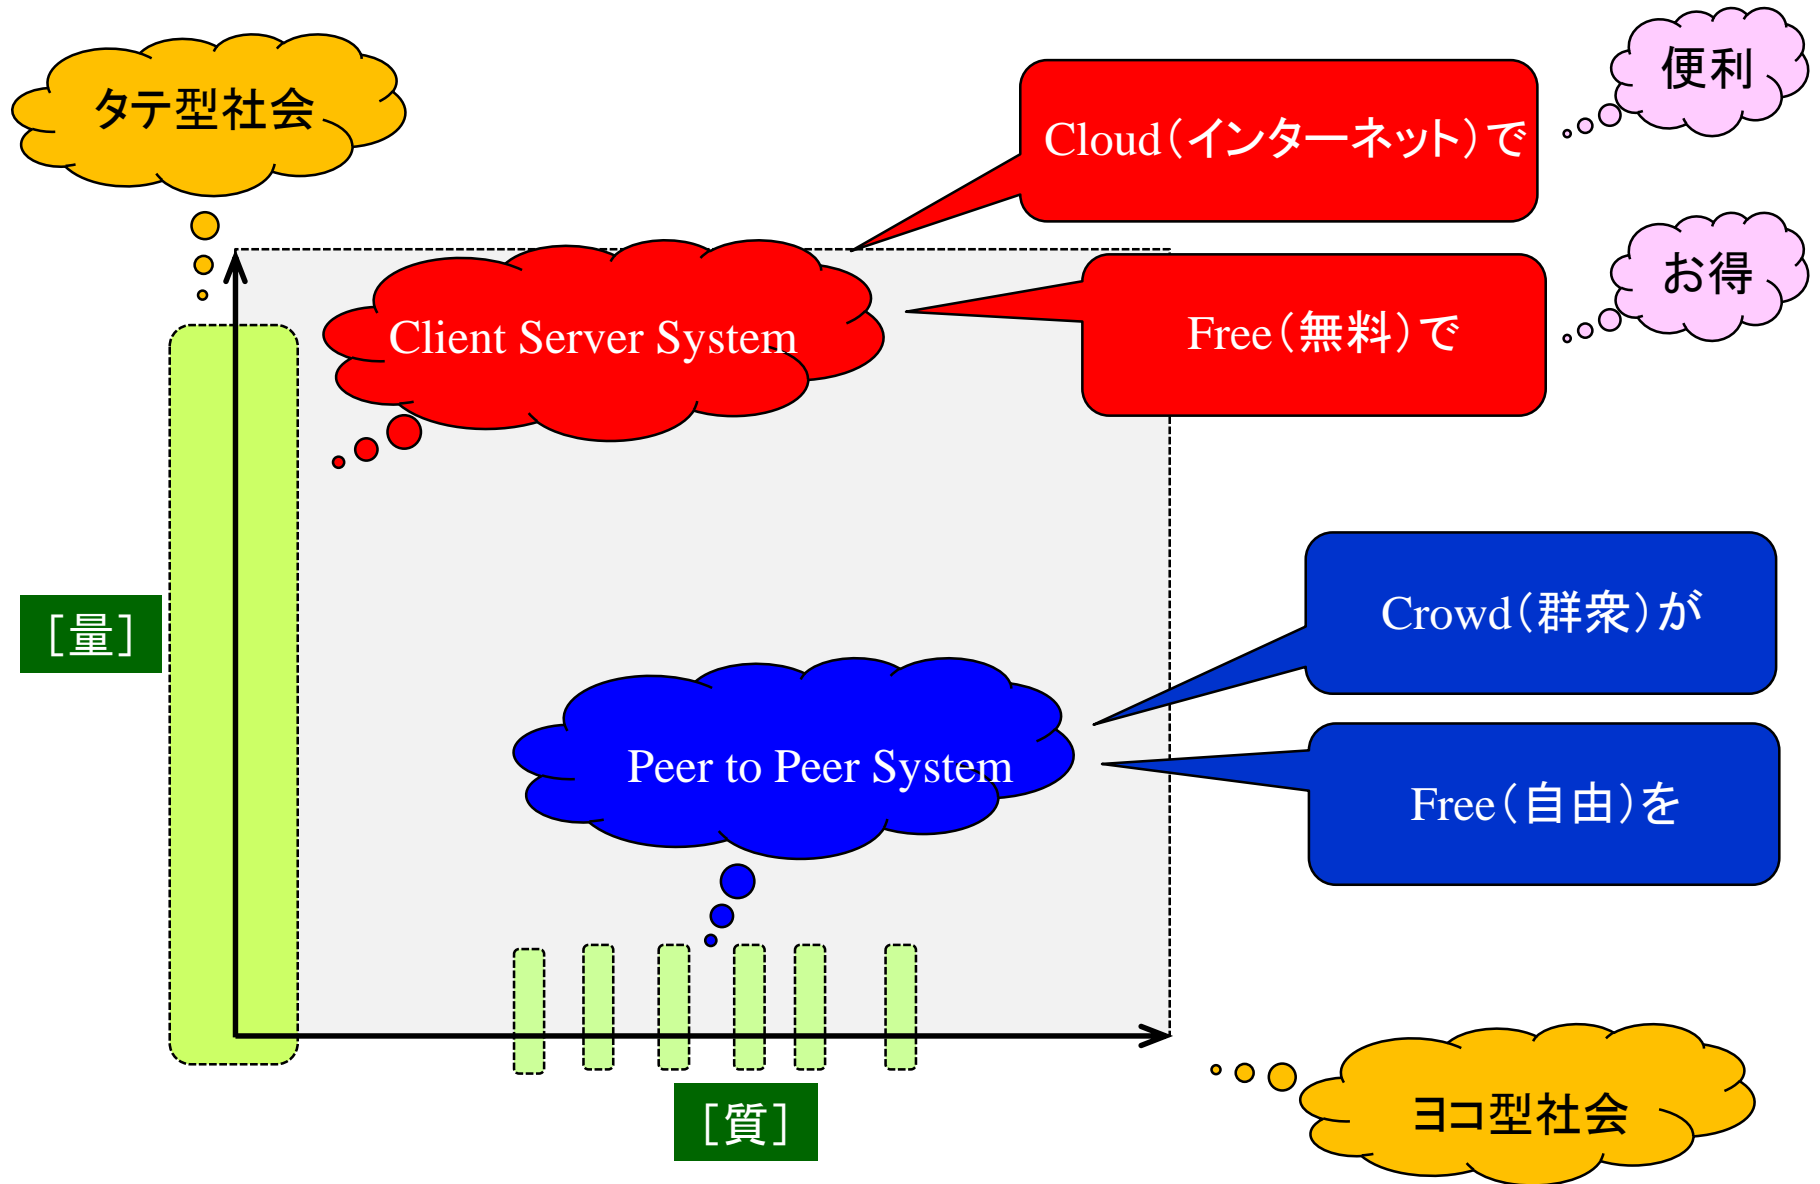 タテ型社会
Cloud（インターネット）で
便利
Client Server System
Free（無料）で
お得
［量］
Crowd（群衆）が
Peer to Peer System
Free（自由）を
［質］
ヨコ型社会